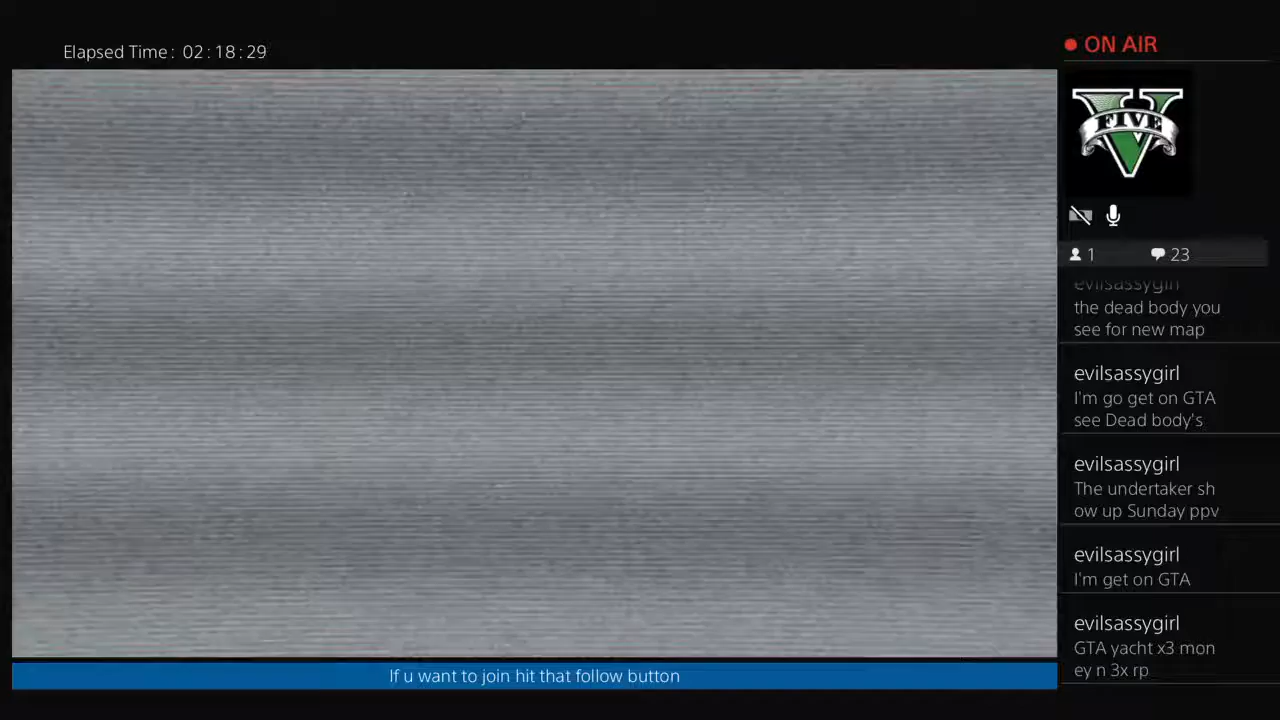 Elapsed Time: 02:18:29
ON AIR
FIVE
1
23
evilsassygirl
the dead body you
see for new map
evilsassygirl
I'm go get on GTA
see Dead body's
evilsassygirl
The undertaker sh
ow up Sunday ppv
evilsassygirl
I'm get on GTA
evilsassygirl
GTA yacht x3 mon
ey n 3x rp
If u want to join hit that follow button